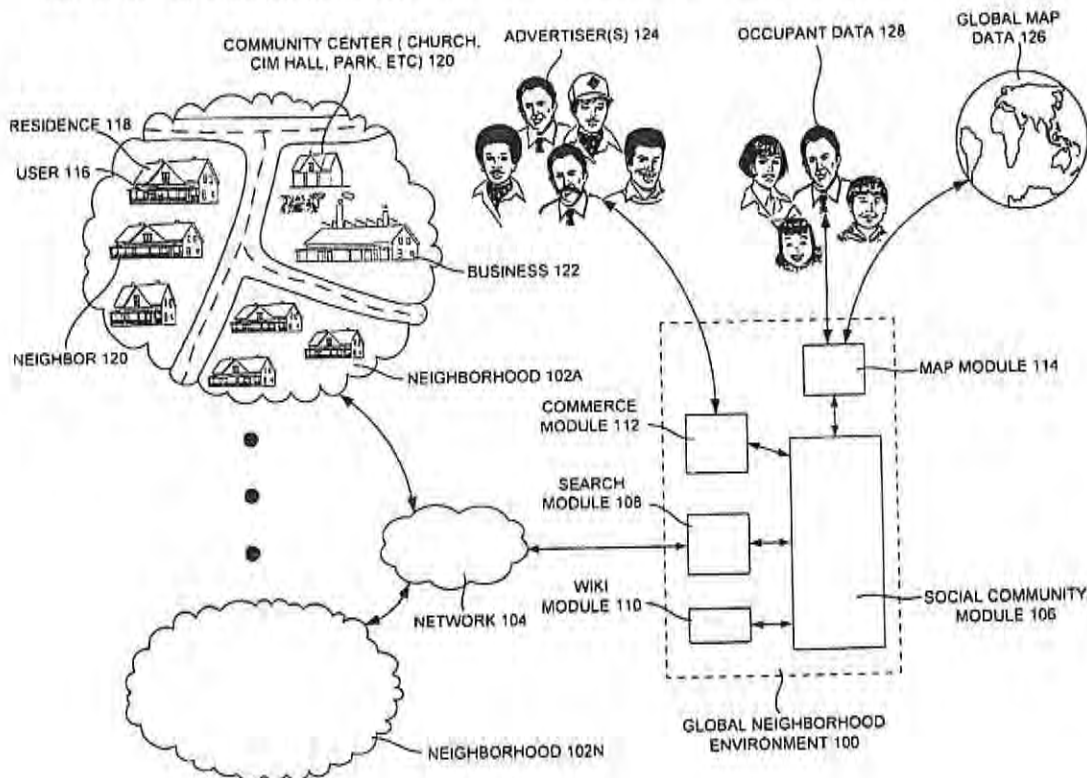 COMMUNITY CENTER ( CHURCH,
CIM HALL, PARK, ETC) 120
ADVERTISER(S) 124
OCCUPANT DATA 128
GLOBAL MAP
DATA 126
RESIDENCE 118
USER 116
BUSINESS 122
NEIGHBOR 120
NEIGHBORHOOD 102A
MAP MODULE 114
COMMERCE
MODULE 112
SEARCH
MODULE 108
WIKI
MODULE 110
NETWORK 104
SOCIAL COMMUNITY
MODULE 106
NEIGHBORHOOD 102N
GLOBAL NEIGHBORHOOD
ENVIRONMENT 100